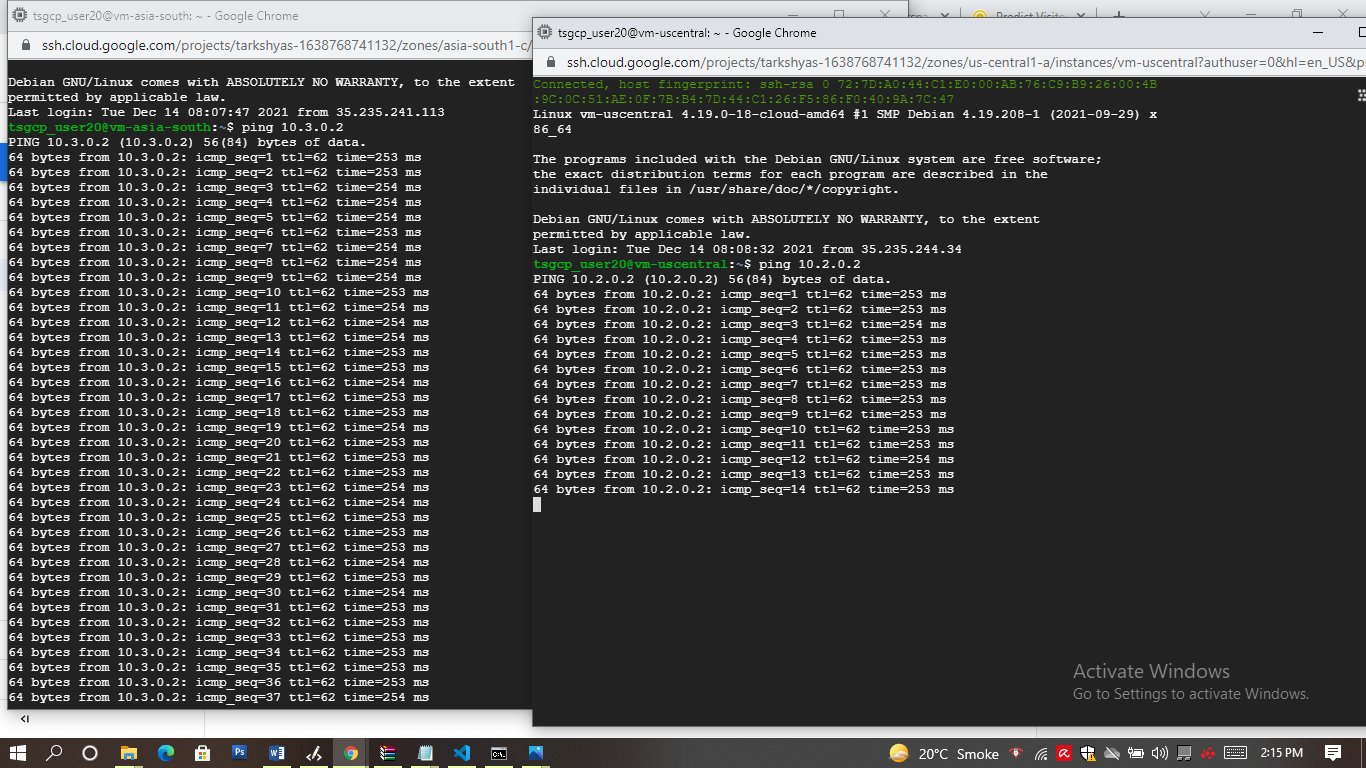 tsgcp_user20@vm-asia-south: ~ - Google Chrome
ssh.cloud.google.com/projects/tarkshyas-1638768741132/zones/asia-south1-c/
Debian GNU/Linux comes with ABSOLUTELY NO WARRANTY, to the extent
permitted by applicable law.
Last login: Tue Dec 14 08:07:47 2021 from 35.235.241.113
tsgcp_user20@vm-asia-south:~$ ping 10.3.0.2
PING 10.3.0.2 (10.3.0.2) 56(84) bytes of data.
64 bytes from 10.3.0.2: icmp_seq=1 ttl=62 time=253 ms
64 bytes from 10.3.0.2: icmp_seq=2 ttl=62 time=253 ms
64 bytes from 10.3.0.2: icmp_seq=3 ttl=62 time=254 ms
64 bytes from 10.3.0.2: icmp_seq=4 ttl=62 time=254 ms
64 bytes from 10.3.0.2: icmp_seq=5 ttl=62 time=254 ms
64 bytes from 10.3.0.2: icmp_seq=6 ttl=62 time=253 ms
64 bytes from 10.3.0.2: icmp_seq=7 ttl=62 time=254 ms
64 bytes from 10.3.0.2: icmp_seq=8 ttl=62 time=254 ms
64 bytes from 10.3.0.2: icmp_seq=9 ttl=62 time=254 ms
64 bytes from 10.3.0.2: icmp_seq=10 ttl=62 time=253 ms
64 bytes from 10.3.0.2: icmp_seq=11 ttl=62 time=254 ms
64 bytes from 10.3.0.2: icmp_seq=12 ttl=62 time=254 ms
64 bytes from 10.3.0.2: icmp_seq=13 ttl=62 time=254 ms
64 bytes from 10.3.0.2: icmp_seq=14 ttl=62 time=253 ms
64 bytes from 10.3.0.2: icmp_seq=15 ttl=62 time=253 ms
64 bytes from 10.3.0.2: icmp_seq=16 ttl=62 time=254 ms
64 bytes from 10.3.0.2: icmp_seq=17 ttl=62 time=253 ms
64 bytes from 10.3.0.2: icmp_seq=18 ttl=62 time=253 ms
64 bytes from 10.3.0.2: icmp_seq=19 ttl=62 time=254 ms
64 bytes from 10.3.0.2: icmp_seq=20 ttl=62 time=253 ms
64 bytes from 10.3.0.2: icmp_seq=21 ttl=62 time=253 ms
64 bytes from 10.3.0.2: icmp_seq=22 ttl=62 time=253 ms
64 bytes from 10.3.0.2: icmp_seq=23 ttl=62 time=254 ms
64 bytes from 10.3.0.2: icmp_seq=24 ttl=62 time=254 ms
64 bytes from 10.3.0.2: icmp_seq=25 ttl=62 time=253 ms
64 bytes from 10.3.0.2: icmp_seq=26 ttl=62 time=253 ms
64 bytes from 10.3.0.2: icmp_seq=27 ttl=62 time=253 ms
64 bytes from 10.3.0.2: icmp_seq=28 ttl=62 time=254 ms
64 bytes from 10.3.0.2: icmp_seq=29 ttl=62 time=253 ms
64 bytes from 10.3.0.2: icmp_seq=30 ttl=62 time=254 ms
64 bytes from 10.3.0.2: icmp_seq=31 ttl=62 time=253 ms
64 bytes from 10.3.0.2: icmp_seq=32 ttl=62 time=253 ms
64 bytes from 10.3.0.2: icmp_seq=33 ttl=62 time=253 ms
64 bytes from 10.3.0.2: icmp_seq=34 ttl=62 time=253 ms
64 bytes from 10.3.0.2: icmp_seq=35 ttl=62 time=253 ms
64 bytes from 10.3.0.2: icmp_seq=36 ttl=62 time=253 ms
64 bytes from 10.3.0.2: icmp_seq=37 ttl=62 time=254 ms
tsgcp_user20@vm-uscentral: ~ - Google Chrome
ssh.cloud.google.com/projects/tarkshyas-1638768741132/zones/us-central1-a/instances/vm-uscentral?authuser=0&hl=en_US&p
Connected, host fingerprint: ssh-rsa 0 72:7D:A0:44:C1:E0:00:AB:76:C9:B9:26:00:4B
:9C:0C:51:AE:0F:7B:B4:7D:44:C1:26:F5:86:F0:40:9A:7C:47
Linux vm-uscentral 4.19.0-18-cloud-amd64 #1 SMP Debian 4.19.208-1 (2021-09-29) x
86_64
The programs included with the Debian GNU/Linux system are free software;
the exact distribution terms for each program are described in the
individual files in /usr/share/doc/*/copyright.
Debian GNU/Linux comes with ABSOLUTELY NO WARRANTY, to the extent
permitted by applicable law.
Last login: Tue Dec 14 08:08:32 2021 from 35.235.244.34
tsgcp_user20@vm-uscentral:~$ ping 10.2.0.2
PING 10.2.0.2 (10.2.0.2) 56(84) bytes of data.
64 bytes from 10.2.0.2: icmp_seq=1 ttl=62 time=253 ms
64 bytes from 10.2.0.2: icmp_seq=2 ttl=62 time=253 ms
64 bytes from 10.2.0.2: icmp_seq=3 ttl=62 time=254 ms
64 bytes from 10.2.0.2: icmp_seq=4 ttl=62 time=253 ms
64 bytes from 10.2.0.2: icmp_seq=5 ttl=62 time=253 ms
64 bytes from 10.2.0.2: icmp_seq=6 ttl=62 time=253 ms
64 bytes from 10.2.0.2: icmp_seq=7 ttl=62 time=253 ms
64 bytes from 10.2.0.2: icmp_seq=8 ttl=62 time=253 ms
64 bytes from 10.2.0.2: icmp_seq=9 ttl=62 time=253 ms
64 bytes from 10.2.0.2: icmp_seq=10 ttl=62 time=253 ms
64 bytes from 10.2.0.2: icmp_seq=11 ttl=62 time=253 ms
64 bytes from 10.2.0.2: icmp_seq=12 ttl=62 time=254 ms
64 bytes from 10.2.0.2: icmp_seq=13 ttl=62 time=253 ms
64 bytes from 10.2.0.2: icmp_seq=14 ttl=62 time=253 ms
Activate Windows
Go to Settings to activate Windows.
20°C Smoke
2:15 PM